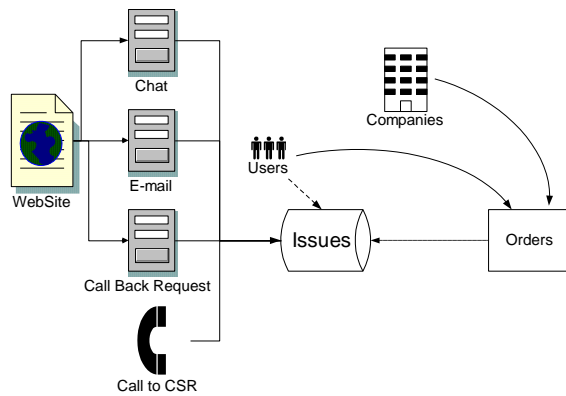 Chat
Companies
WebSite
E-mail
Users
Issues
Orders
Call Back Request
Call to CSR